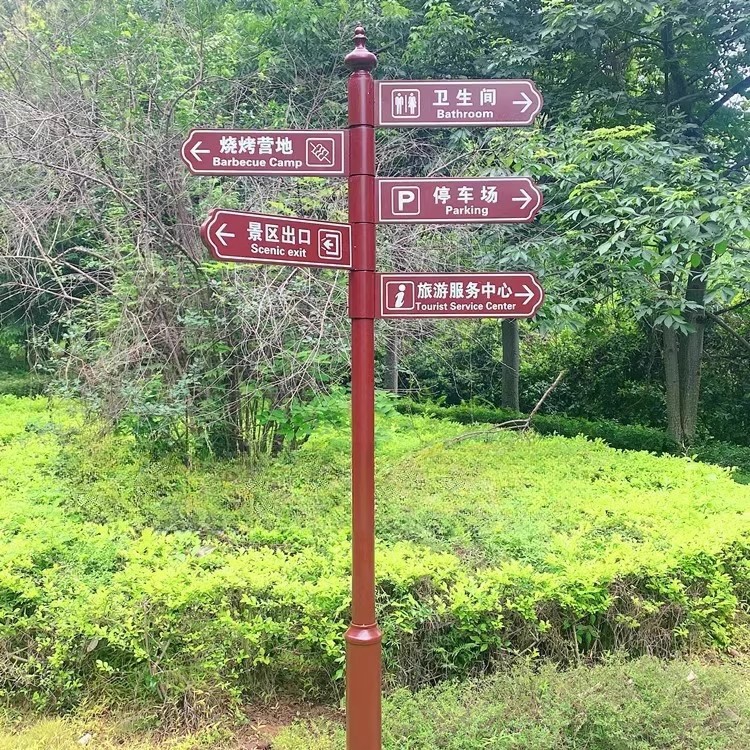 卫生间
Bathroom
烧烤营地
Barbecue Camp
P
停车场
Parking
景区出口
Scenic exit
i
旅游服务中心
Tourist Service Center